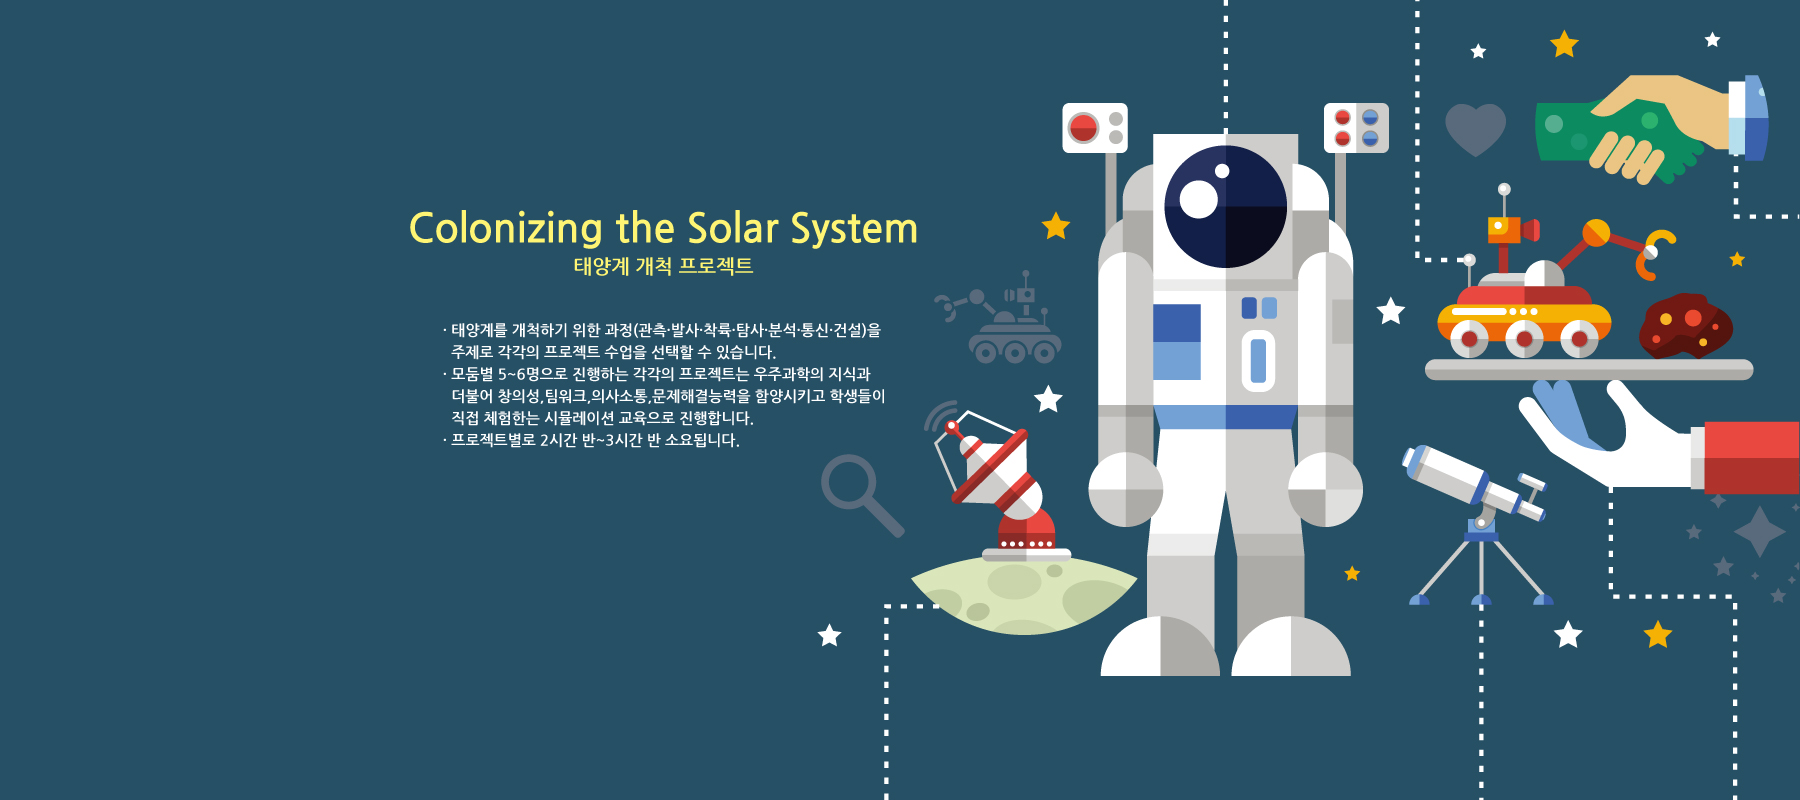 Colonizing the Solar System
태양계 개척 프로젝트
· 태양계를 개척하기 위한 과정(관측·발사·착륙·탐사·분석·통신·건설)을
주제로 각각의 프로젝트 수업을 선택할 수 있습니다.
· 모둠별 5~6명으로 진행하는 각각의 프로젝트는 우주과학의 지식과
더불어 창의성,팀워크,의사소통,문제해결능력을 함양시키고 학생들이
직접 체험한는 시뮬레이션 교육으로 진행합니다.
· 프로젝트별로 2시간 반~3시간 반 소요됩니다.